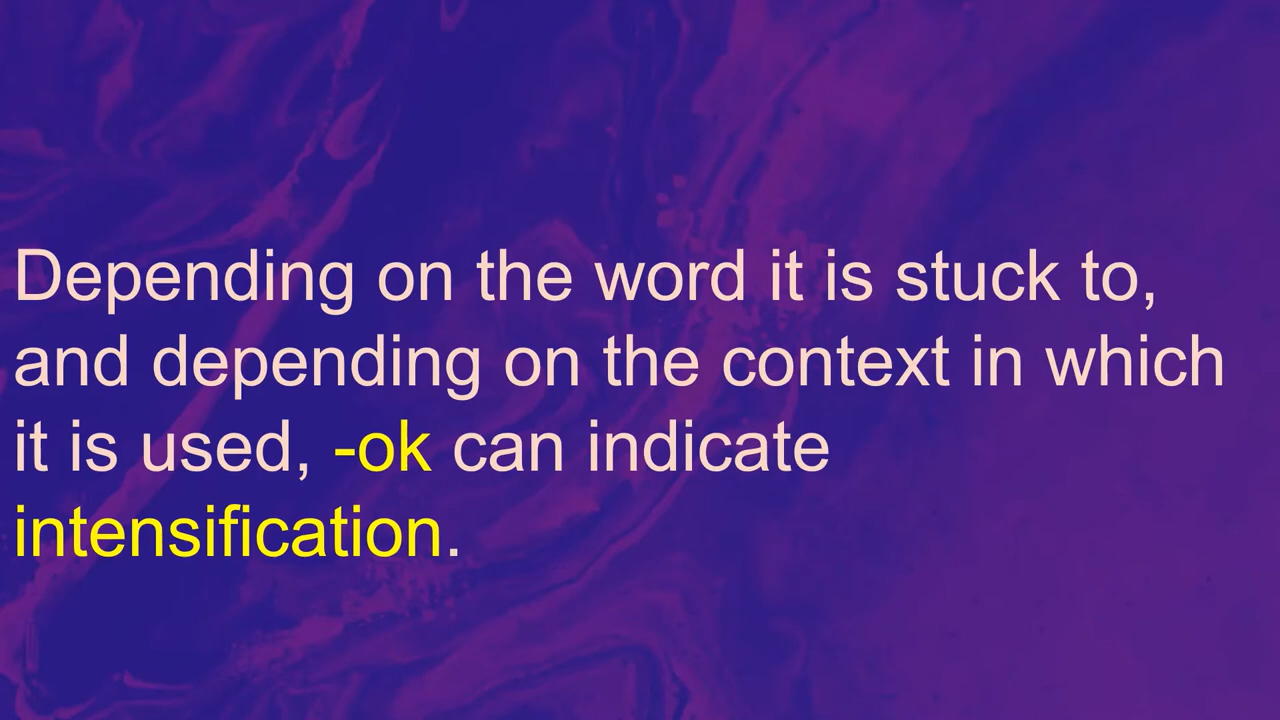 Depending on the word it is stuck to,
and depending on the context in which
it is used, -ok can indicate
intensification.